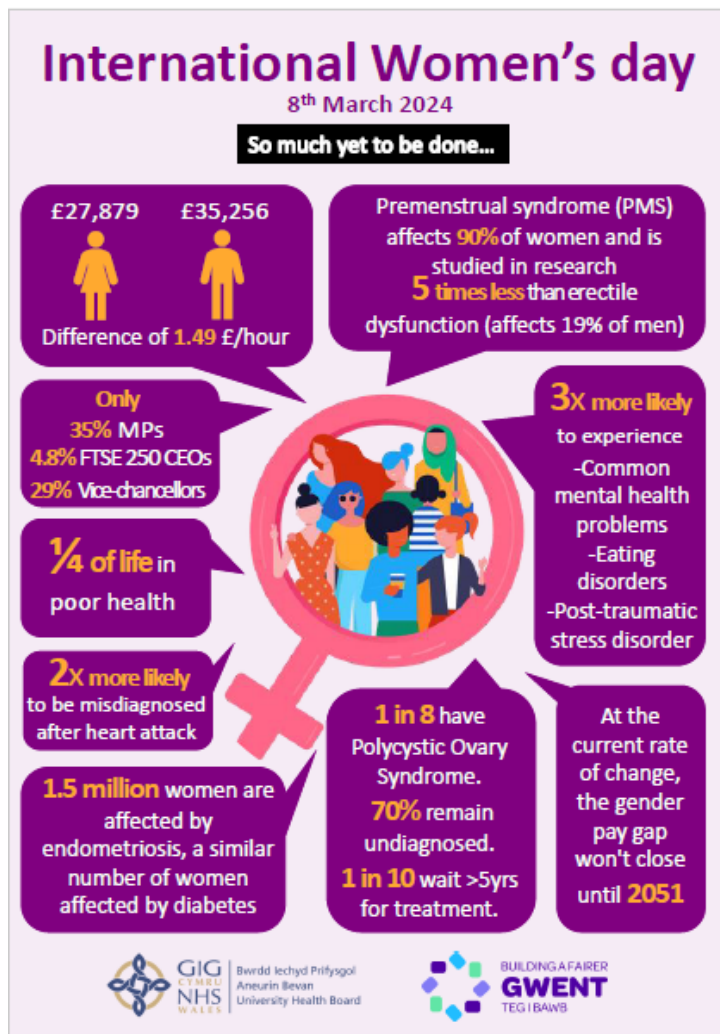 International Women's day
8th March 2024
So much yet to be done...
£27,879 £35,256
Difference of 1.49 £/hour
Premenstrual syndrome (PMS)
affects 90% of women and is
studied in research
5 times less than erectile
dysfunction (affects 19% of men)
Only
35% MPs
4.8% FTSE 250 CEOs
29% Vice-chancellors
3X more likely
to experience
-Common
mental health
problems
-Eating
disorders
-Post-traumatic
stress disorder
¼ of life in
poor health
2X more likely
to be misdiagnosed
after heart attack
1.5 million women are
affected by
endometriosis, a similar
number of women
affected by diabetes
1 in 8 have
Polycystic Ovary
Syndrome.
70% remain
undiagnosed.
1 in 10 wait >5yrs
for treatment.
At the
current rate
of change,
the gender
pay gap
won't close
until 2051
GIG
CYMRU
NHS
WALES
Bwrdd Iechyd Prifysgol
Aneurin Bevan
University Health Board
BUILDING A FAIRER
GWENT
TEG I BAWB